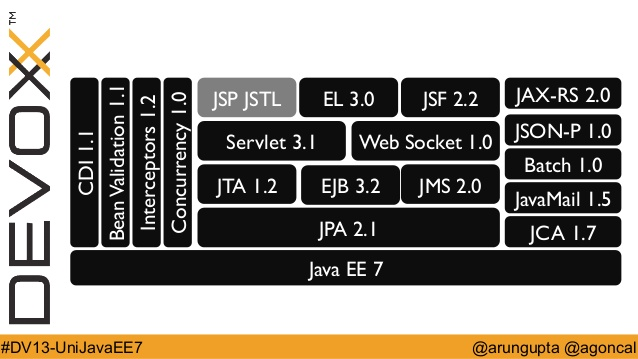 DEVOXX™
CDI 1.1
Bean Validation 1.1
Interceptors 1.2
Concurrency 1.0
JSP JSTL
EL 3.0
JSF 2.2
Servlet 3.1
Web Socket 1.0
JTA 1.2
EJB 3.2
JMS 2.0
JPA 2.1
JAX-RS 2.0
JSON-P 1.0
Batch 1.0
JavaMail 1.5
JCA 1.7
Java EE 7
#DV13-UniJavaEE7
@arungupta @agoncal